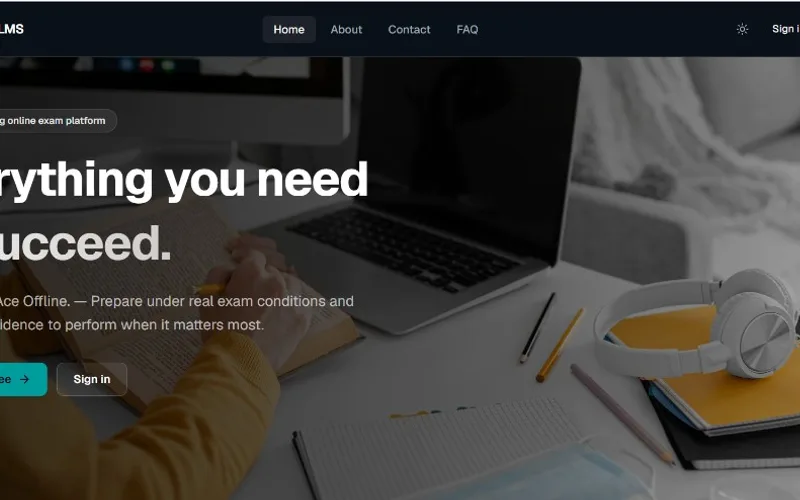 LMS
Home
About
Contact
FAQ
Sign i
g online exam platform
rything you need
ucceed.
Ace Offline. — Prepare under real exam conditions and
idence to perform when it matters most.
ee →
Sign in